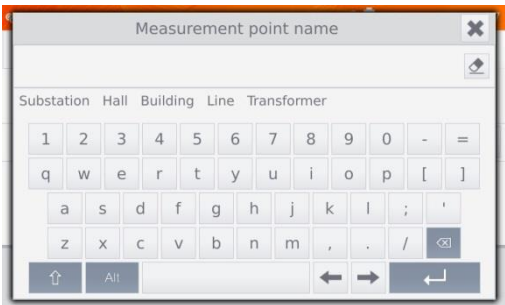 Measurement point name
Substation Hall Building Line Transformer
1 2 3 4 5 6 7 8 9 0 - =
q w e r t y u i o p [ ]
a s d f g h j k l ; '
z x c v b n m , . /
Alt